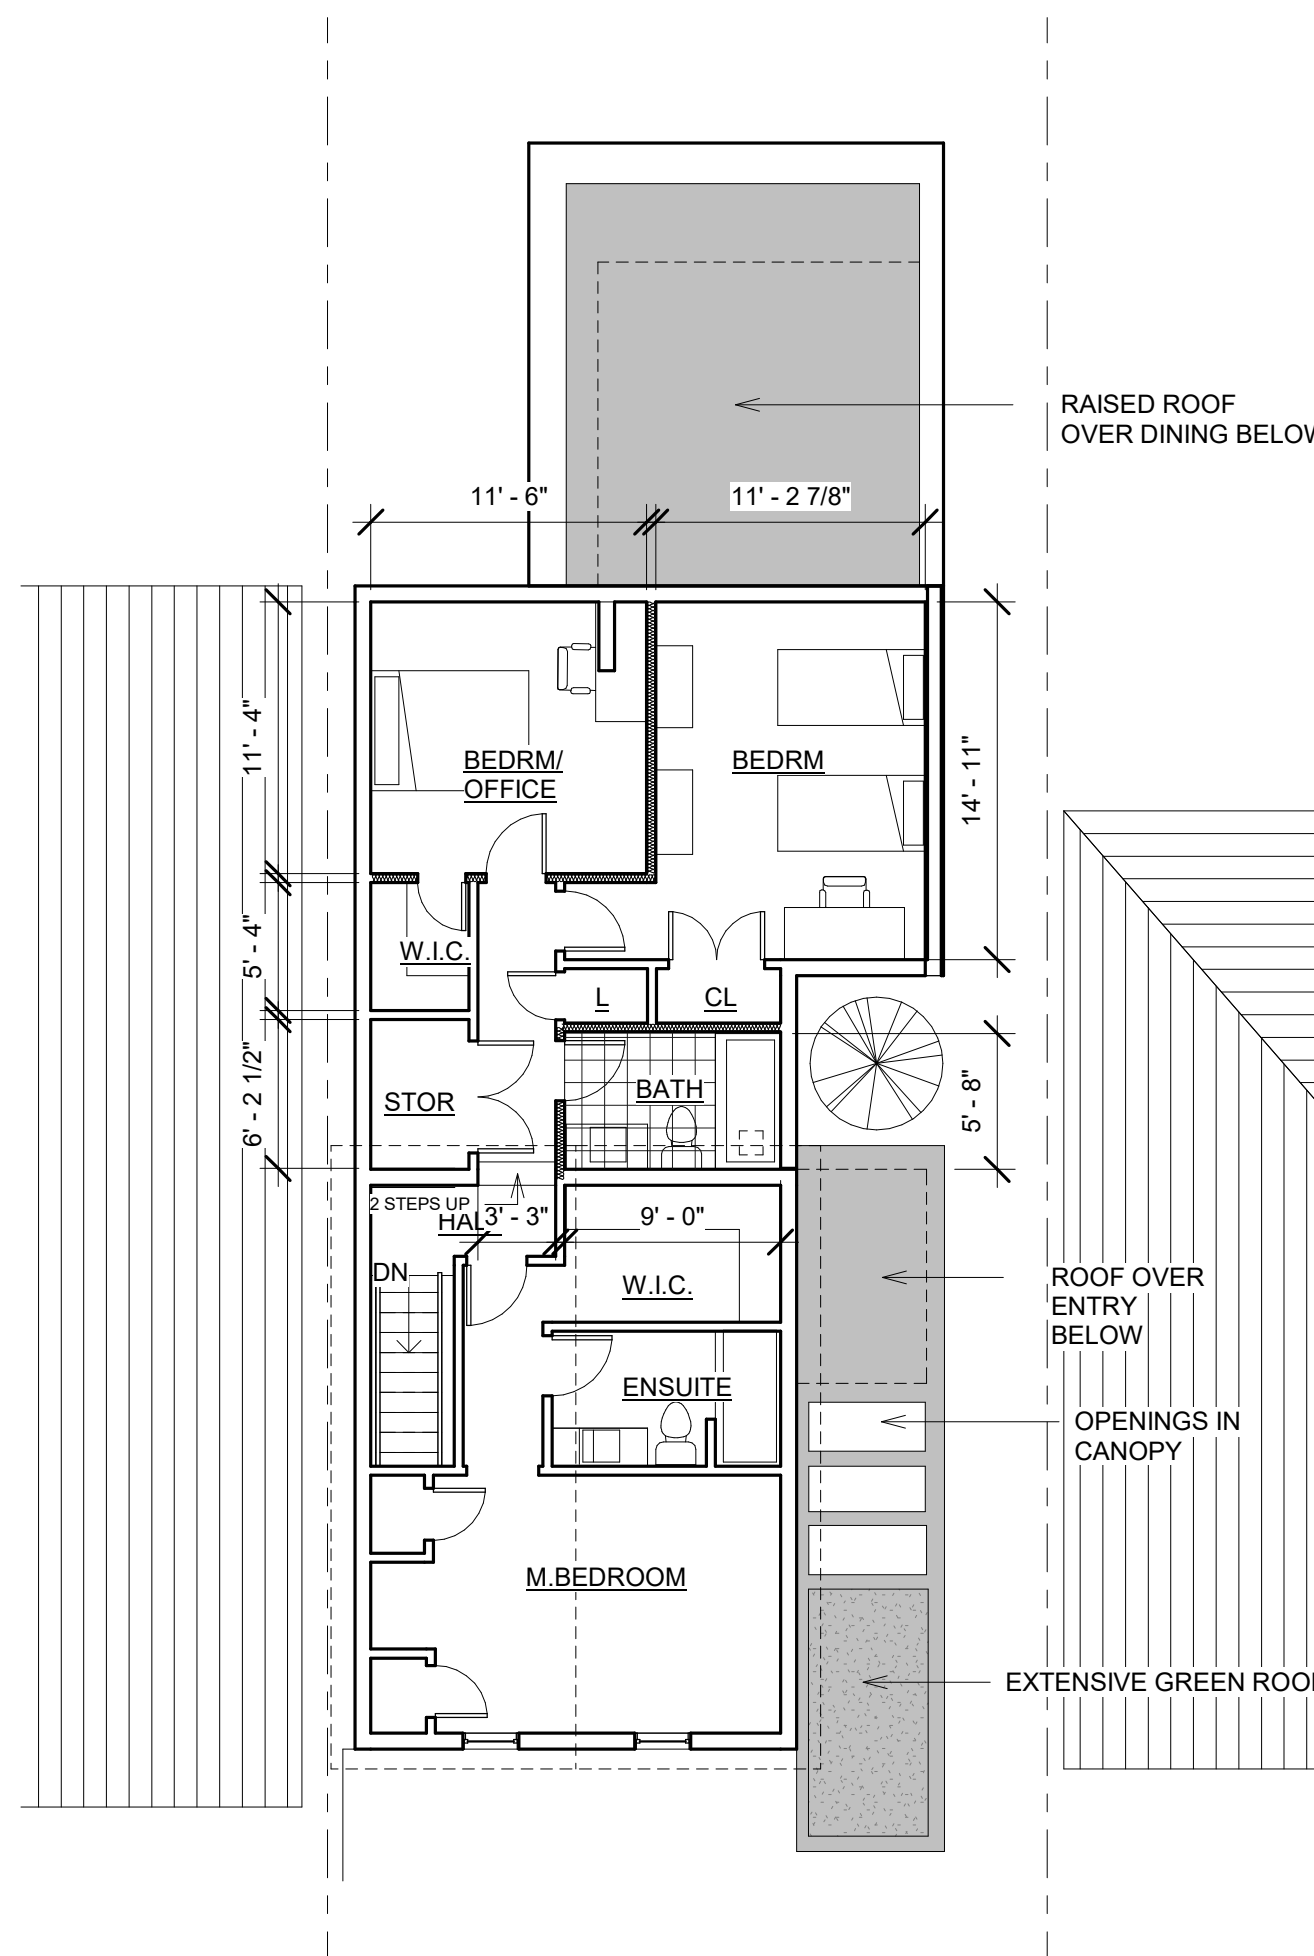 RAISED ROOF
OVER DINING BELOW
11' - 6"
11' - 2 7/8"
11' - 4"
BEDRM/
OFFICE
BEDRM
14' - 11"
W.I.C.
5' - 4"
L
CL
STOR
BATH
6' - 2 1/2"
5' - 8"
2 STEPS UP
HALL
3' - 3"
9' - 0"
DN
W.I.C.
ROOF OVER
ENTRY
BELOW
ENSUITE
OPENINGS IN
CANOPY
M.BEDROOM
EXTENSIVE GREEN ROOF